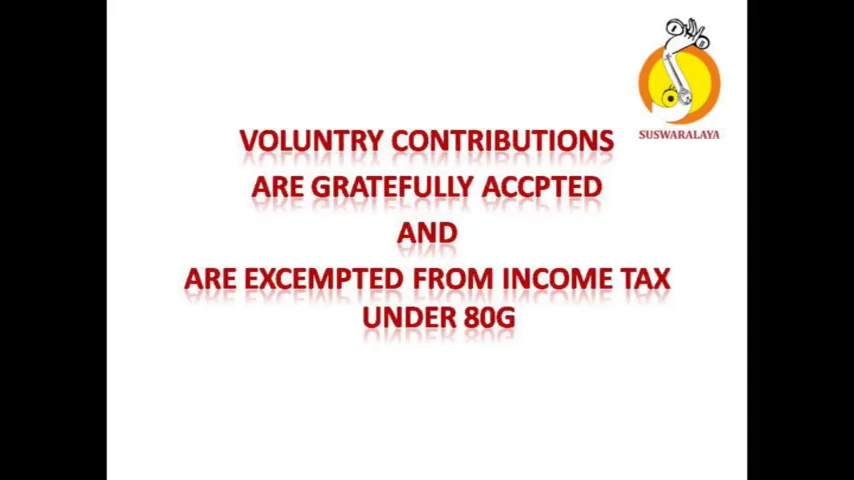 SUSWARALAYA
VOLUNTRY CONTRIBUTIONS
ARE GRATEFULLY ACCPTED
AND
ARE EXCEMPTED FROM INCOME TAX
UNDER 80G